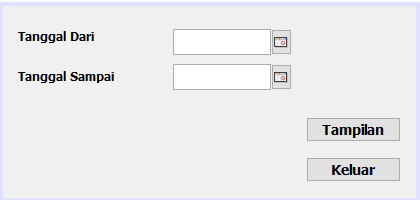 Tanggal Dari
Tanggal Sampai
Tampilan
Keluar